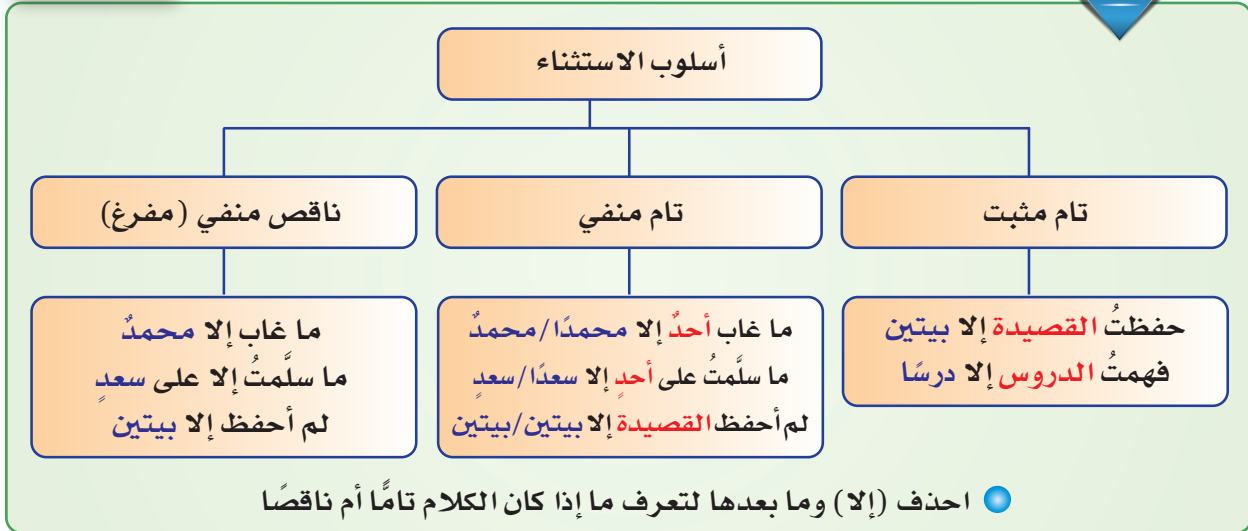 أسلوب الاستثناء
تام مثبت
تام منفي
ناقص منفي (مفرغ)
حفظتُ القصيدة إلا بيتين
فهمتُ الدروس إلا درسًا
ما غاب أحدٌ إلا محمدًا/محمدٌ
ما سلَّمتُ على أحدٍ إلا سعدًا/سعدٍ
لم أحفظ القصيدة إلا بيتين/بيتين
ما غاب إلا محمدٌ
ما سلَّمتُ إلا على سعدٍ
لم أحفظ إلا بيتين
احذف (إلا) وما بعدها لتعرف ما إذا كان الكلام تامًّا أم ناقصًا